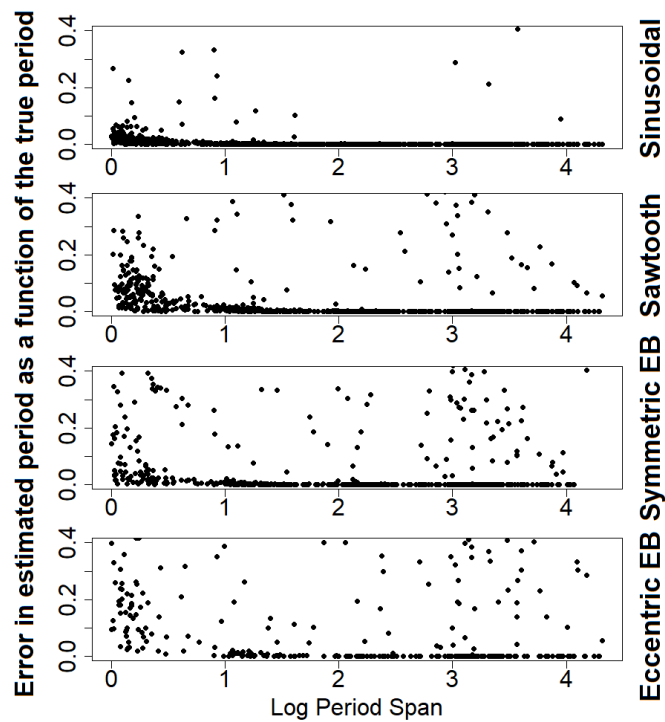 Error in estimated period as a function of the true period
0.0 0.2 0.4
0 1 2 3 4
Sinusoidal
0.0 0.2 0.4
0 1 2 3 4
Sawtooth
0.0 0.2 0.4
0 1 2 3 4
Symmetric EB
0.0 0.2 0.4
0 1 2 3 4
Eccentric EB
Log Period Span